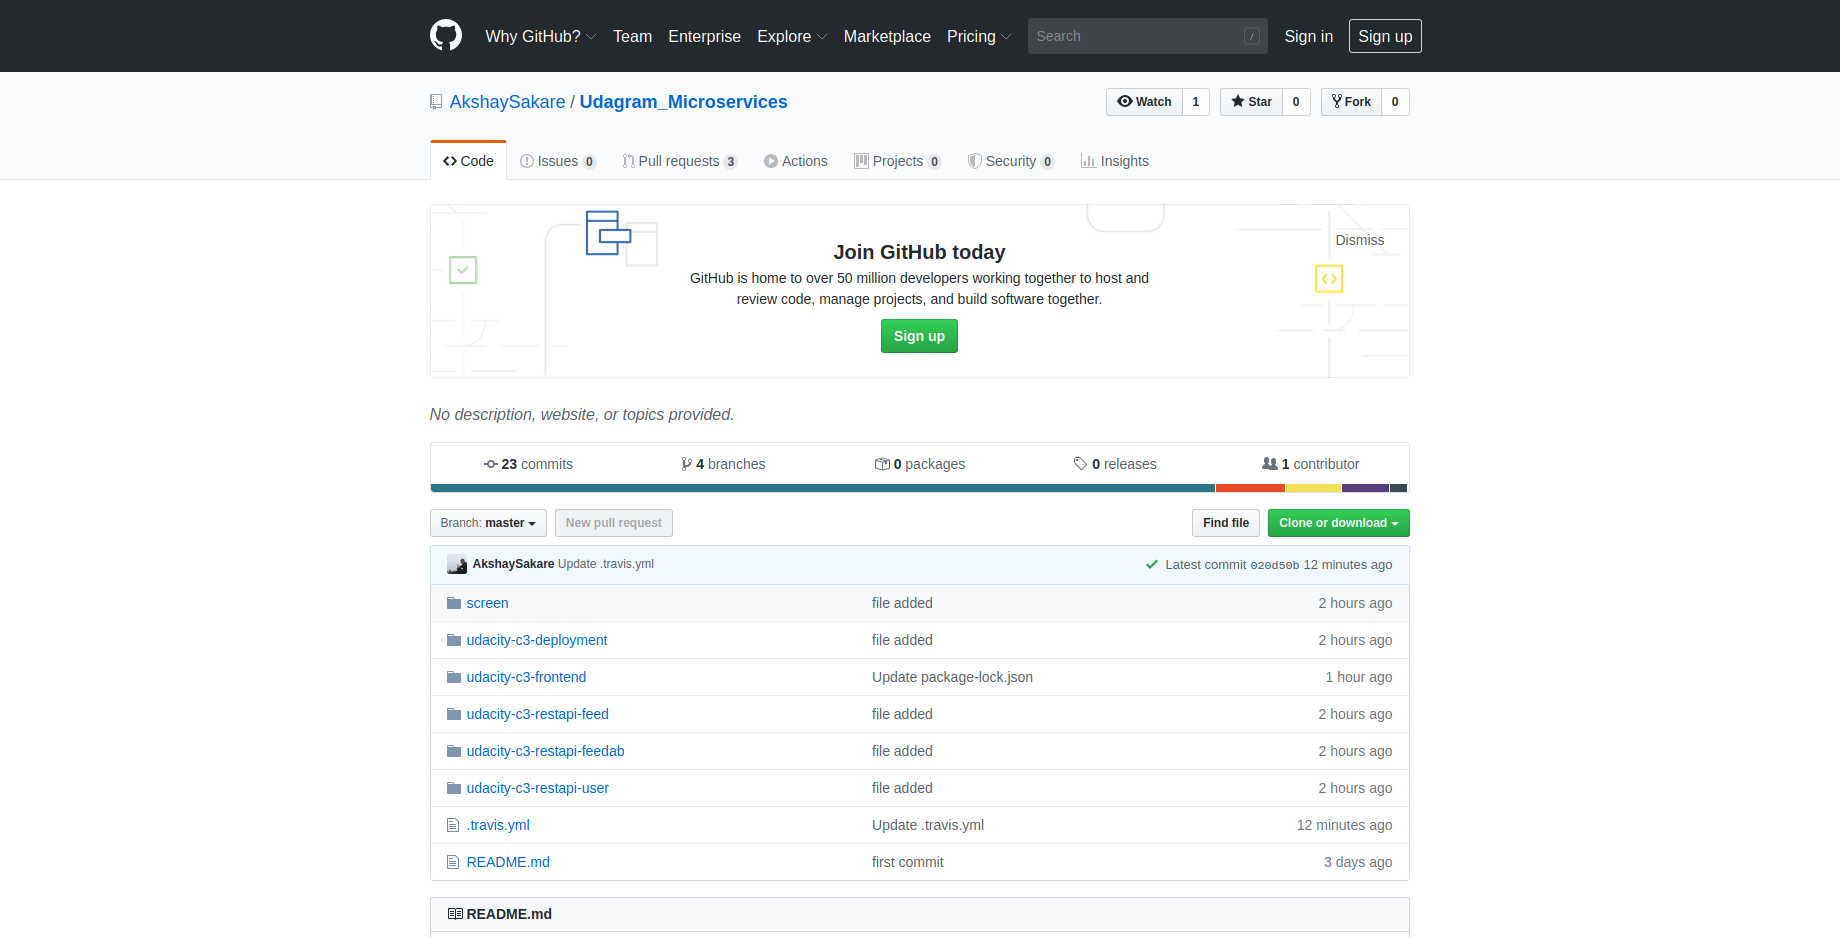 Why GitHub? Team Enterprise Explore Marketplace Pricing Search / Sign in Sign up
AkshaySakare / Udagram_Microservices Watch 1 Star 0 Fork 0
Code Issues 0 Pull requests 3 Actions Projects 0 Security 0 Insights
Dismiss
Join GitHub today
GitHub is home to over 50 million developers working together to host and
review code, manage projects, and build software together.
Sign up
No description, website, or topics provided.
23 commits 4 branches 0 packages 0 releases 1 contributor
Branch: master New pull request Find file Clone or download
AkshaySakare Update .travis.yml Latest commit 020d50b 12 minutes ago
screen file added 2 hours ago
udacity-c3-deployment file added 2 hours ago
udacity-c3-frontend Update package-lock.json 1 hour ago
udacity-c3-restapi-feed file added 2 hours ago
udacity-c3-restapi-feedab file added 2 hours ago
udacity-c3-restapi-user file added 2 hours ago
.travis.yml Update .travis.yml 12 minutes ago
README.md first commit 3 days ago
README.md